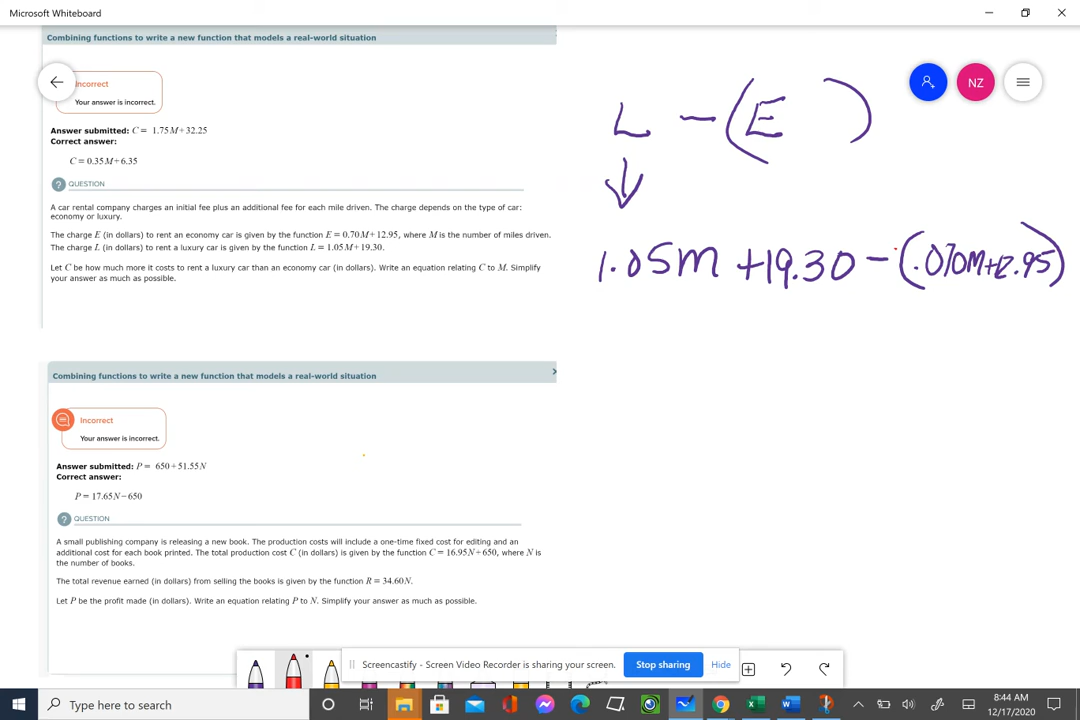 Microsoft Whiteboard
Combining functions to write a new function that models a real-world situation
Incorrect
Your answer is incorrect.
Answer submitted: C = 1.75M+32.25
Correct answer:
C = 0.35M+6.35
? QUESTION
A car rental company charges an initial fee plus an additional fee for each mile driven. The charge depends on the type of car:
economy or luxury.
The charge E (in dollars) to rent an economy car is given by the function E = 0.70M+12.95, where M is the number of miles driven.
The charge L (in dollars) to rent a luxury car is given by the function L = 1.05M+19.30.
Let C be how much more it costs to rent a luxury car than an economy car (in dollars). Write an equation relating C to M. Simplify
your answer as much as possible.
L - (E )
NZ
1.05M +19.30 - (.070M+12.95)
Combining functions to write a new function that models a real-world situation
Incorrect
Your answer is incorrect.
Answer submitted: P = 650+51.55N
Correct answer:
P = 17.65N-650
? QUESTION
A small publishing company is releasing a new book. The production costs will include a one-time fixed cost for editing and an
additional cost for each book printed. The total production cost C (in dollars) is given by the function C = 16.95N+650, where N is
the number of books.
The total revenue earned (in dollars) from selling the books is given by the function R = 34.60N.
Let P be the profit made (in dollars). Write an equation relating P to N. Simplify your answer as much as possible.
Screencastify - Screen Video Recorder is sharing your screen.
Stop sharing
Hide
Type here to search
8:44 AM
12/17/2020